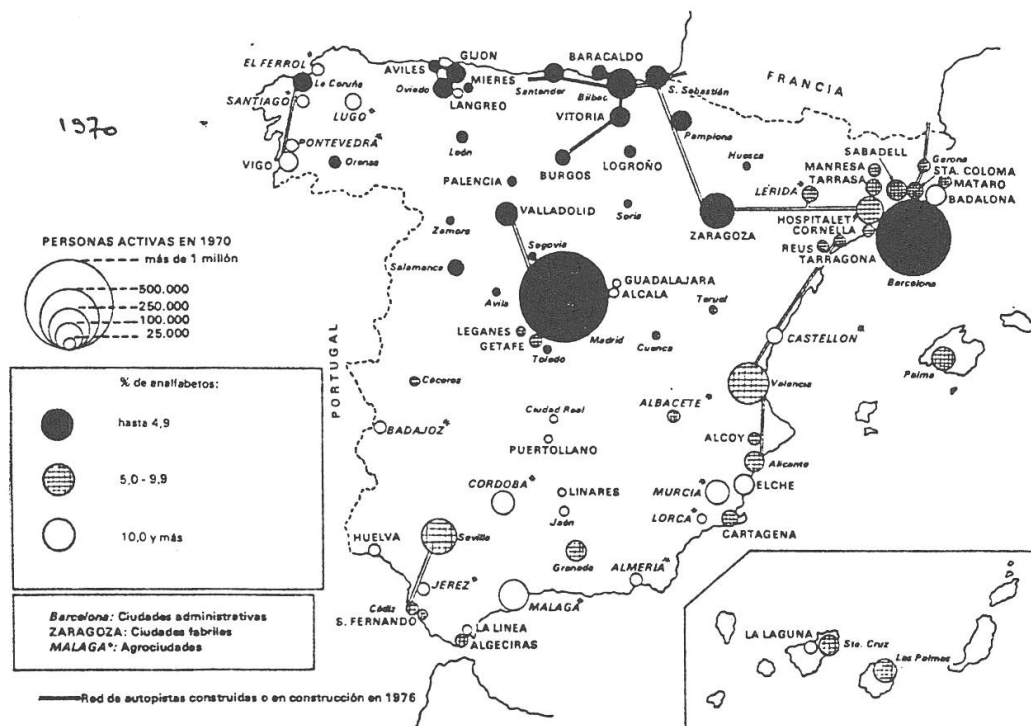 1970
EL FERROL*
La Coruña
SANTIAGO*
LUGO*
PONTEVEDRA*
VIGO
Orense
AVILES
GIJON
Oviedo
MIERES
LANGREO
Santander
BARACALDO
Bilbao
S. Sebastián
FRANCIA
VITORIA
Pamplona
León
PALENCIA
BURGOS
LOGROÑO
Huesca
LERIDA*
MANRESA
TARRASA
SABADELL
Gerona
STA. COLOMA
MATARO
BADALONA
HOSPITALET
CORNELLA
REUS
TARRAGONA
Barcelona
VALLADOLID
Zamora
Soria
ZARAGOZA
Segovia
Salamanca
Avila
GUADALAJARA
ALCALA
Teruel
Madrid
LEGANES
GETAFE
Toledo
Cuenca
CASTELLON*
Valencia
Palma
PORTUGAL
Cáceres
BADAJOZ*
Ciudad Real
PUERTOLLANO
ALBACETE*
ALCOY
Alicante
ELCHE
MURCIA*
LORCA*
CARTAGENA
CORDOBA*
LINARES
Jaén
Granada
ALMERIA*
HUELVA
Sevilla
JEREZ*
Cádiz
S. FERNANDO
MALAGA*
LA LINEA
ALGECIRAS
LA LAGUNA
Sta. Cruz
Las Palmas
PERSONAS ACTIVAS EN 1970
más de 1 millón
500.000
250.000
100.000
25.000
% de analfabetos:
hasta 4,9
5,0 - 9,9
10,0 y más
Barcelona: Ciudades administrativas
ZARAGOZA: Ciudades fabriles
MALAGA*: Agrociudades
Red de autopistas construidas o en construcción en 1976